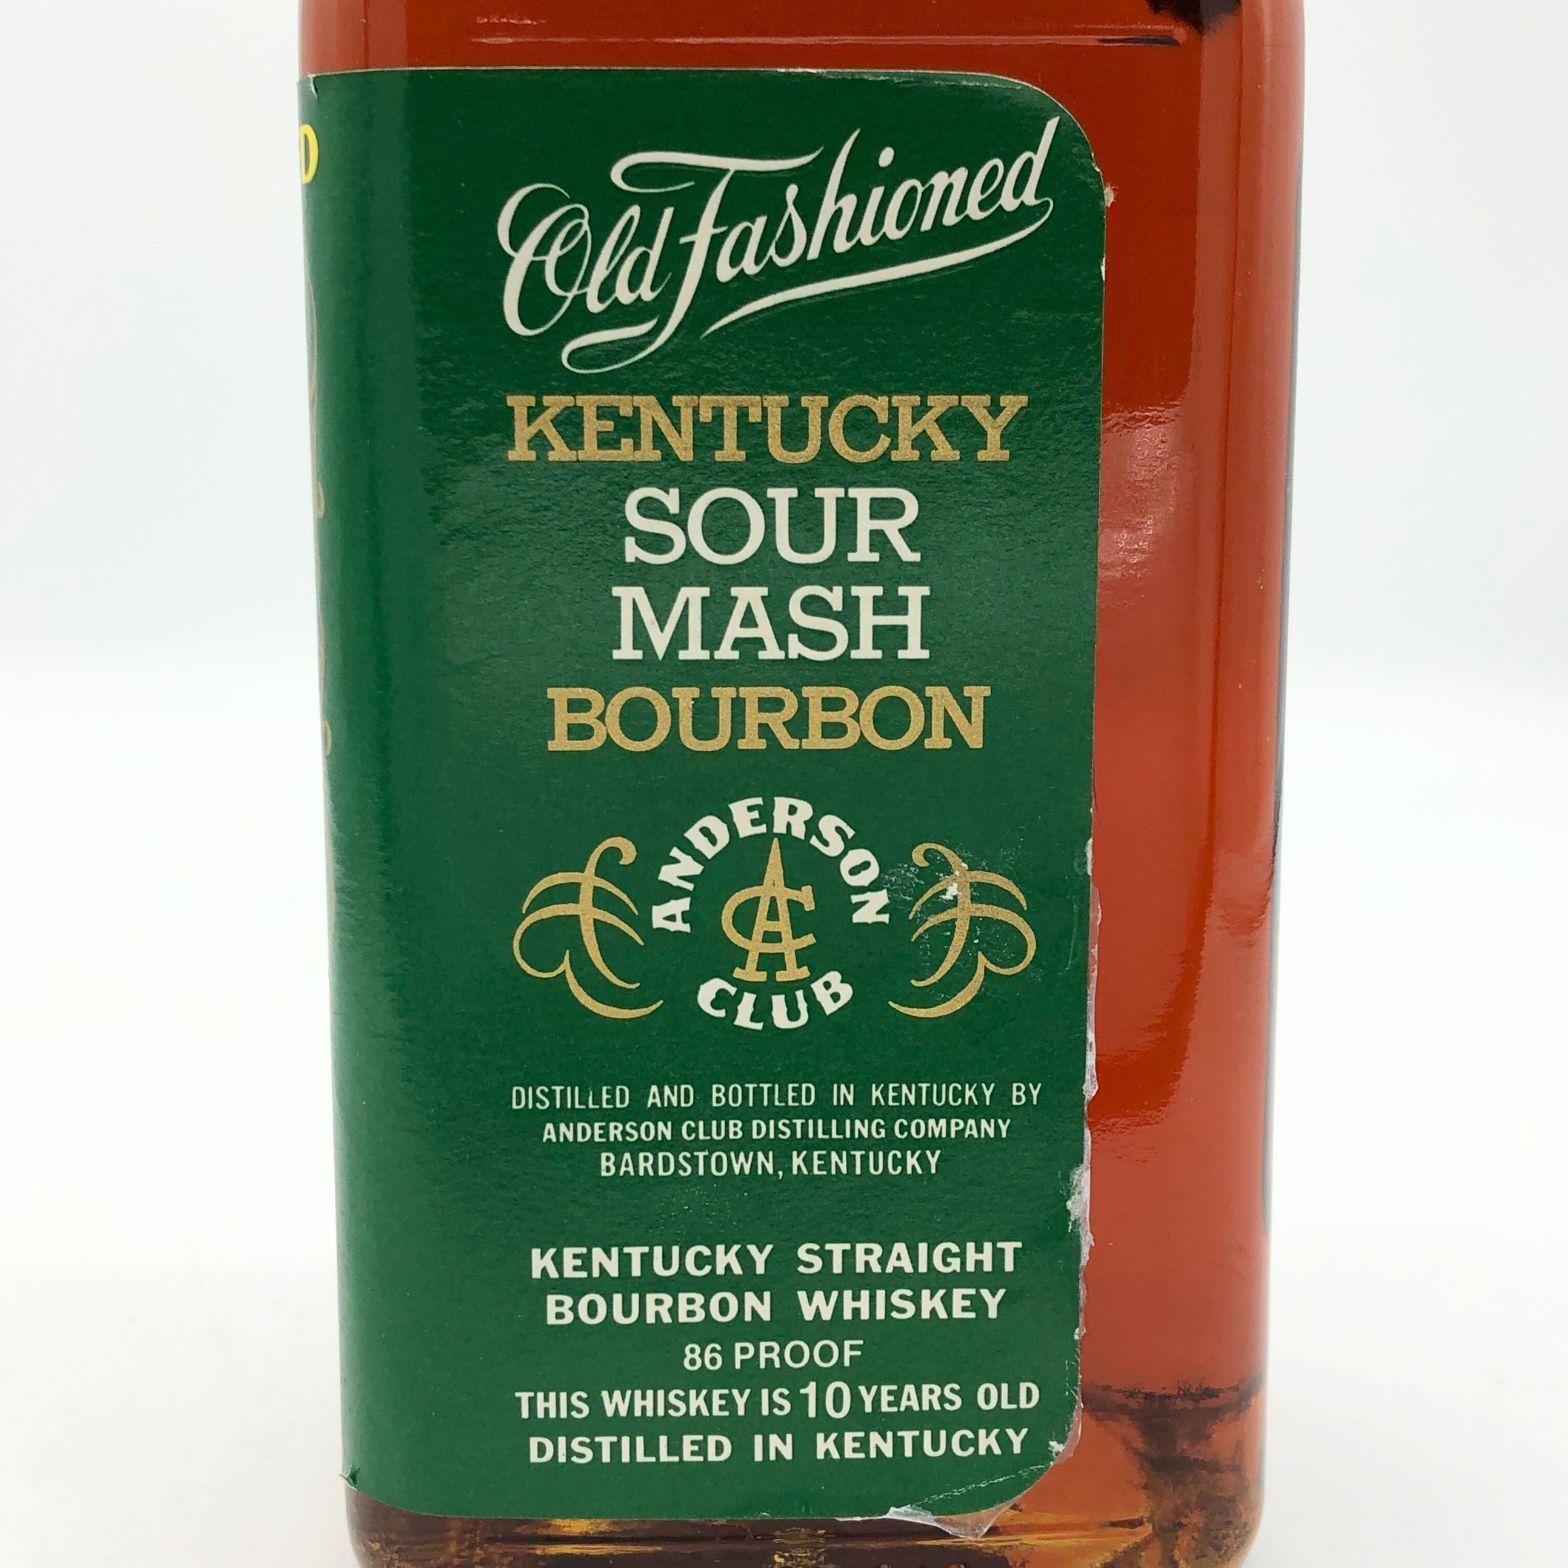 Old Fashioned
KENTUCKY
SOUR
MASH
BOURBON
ANDERSON
AC
CLUB
DISTILLED AND BOTTLED IN KENTUCKY BY
ANDERSON CLUB DISTILLING COMPANY
BARDSTOWN, KENTUCKY
KENTUCKY STRAIGHT
BOURBON WHISKEY
86 PROOF
THIS WHISKEY IS 10 YEARS OLD
DISTILLED IN KENTUCKY